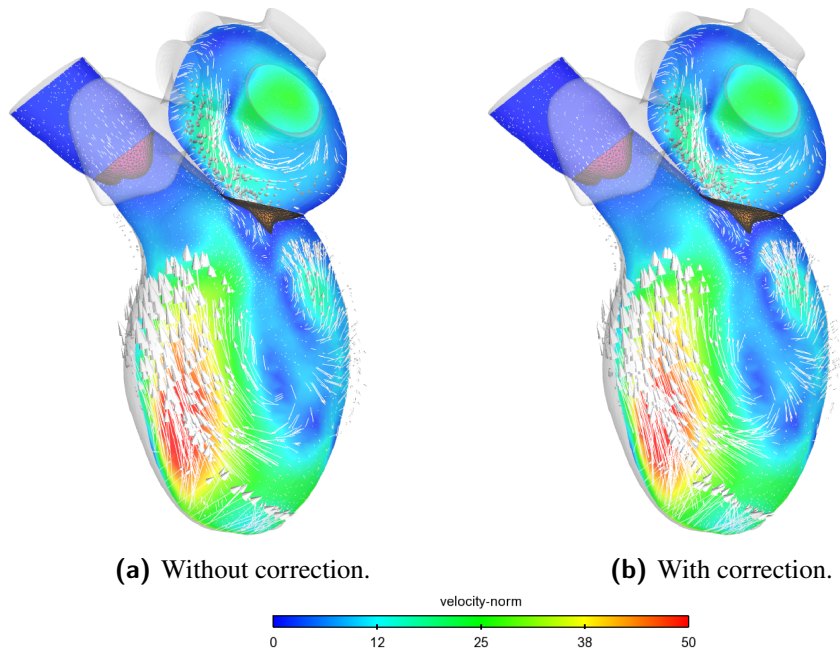 (a) Without correction.
(b) With correction.
velocity-norm
0 12 25 38 50